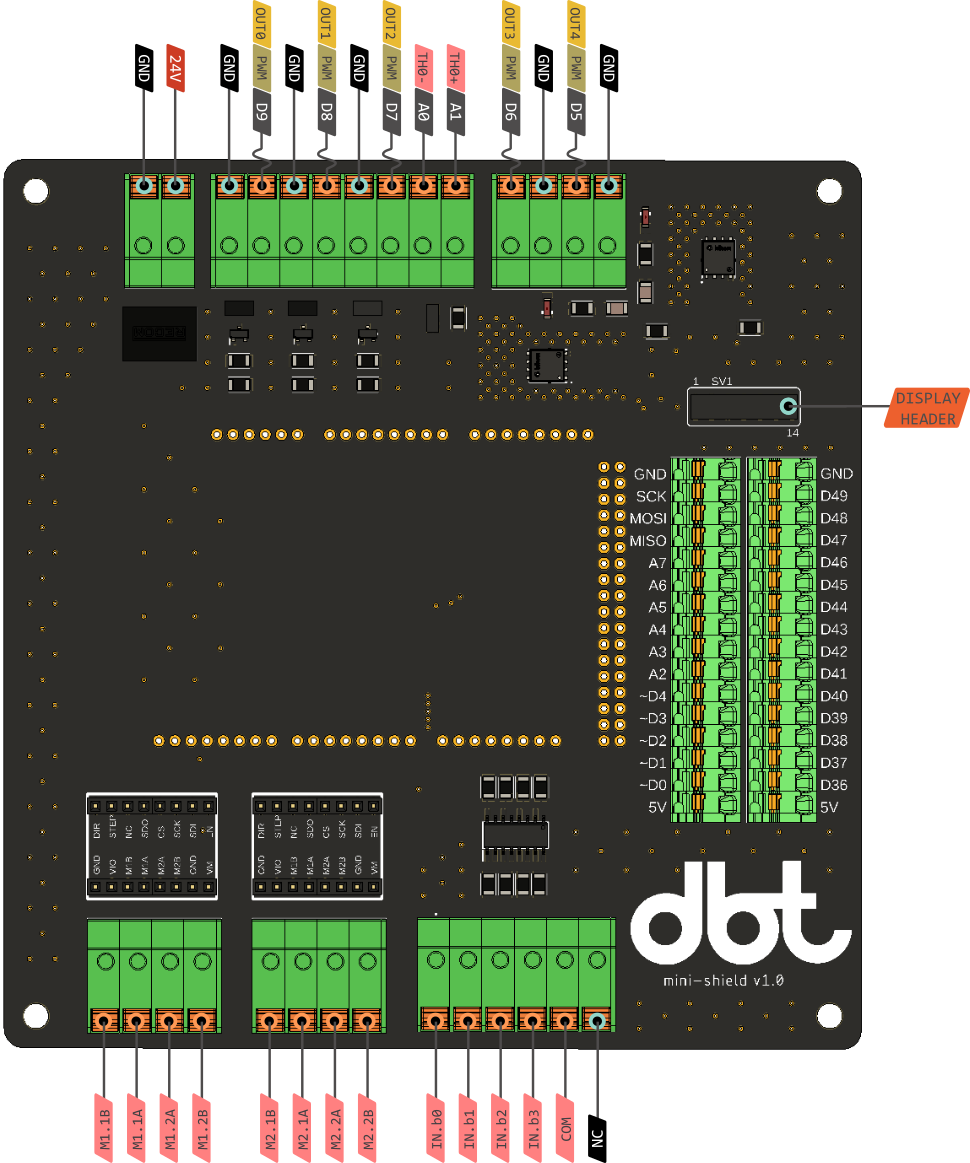 GND
24V
GND
OUT0 PWM D9
GND
OUT1 PWM D8
GND
OUT2 PWM D7
TH0- A0
TH0+ A1
OUT3 PWM D6
GND
OUT4 PWM D5
GND
1 SV1
14
DISPLAY
HEADER
GND
SCK
MOSI
MISO
A7
A6
A5
A4
A3
A2
~D4
~D3
~D2
~D1
~D0
5V
GND
D49
D48
D47
D46
D45
D44
D43
D42
D41
D40
D39
D38
D37
D36
5V
DIR STEP NC SDO CS SCK SDI EN
GND VIO M1B M1A M2A M2B GND VM
DIR STEP NC SDO CS SCK SDI EN
GND VIO M1B M1A M2A M2B GND VM
dbt
mini-shield v1.0
M1.1B
M1.1A
M1.2A
M1.2B
M2.1B
M2.1A
M2.2A
M2.2B
IN.b0
IN.b1
IN.b2
IN.b3
COM
NC